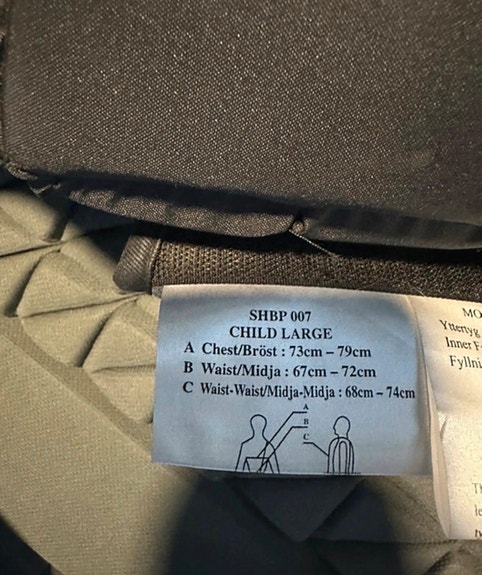 SHBP 007
CHILD LARGE
A Chest/Bröst : 73cm – 79cm
B Waist/Midja : 67cm – 72cm
C Waist-Waist/Midja-Midja : 68cm – 74cm
A
B
C
MO
Yttertyg
Inner F
Fyllni